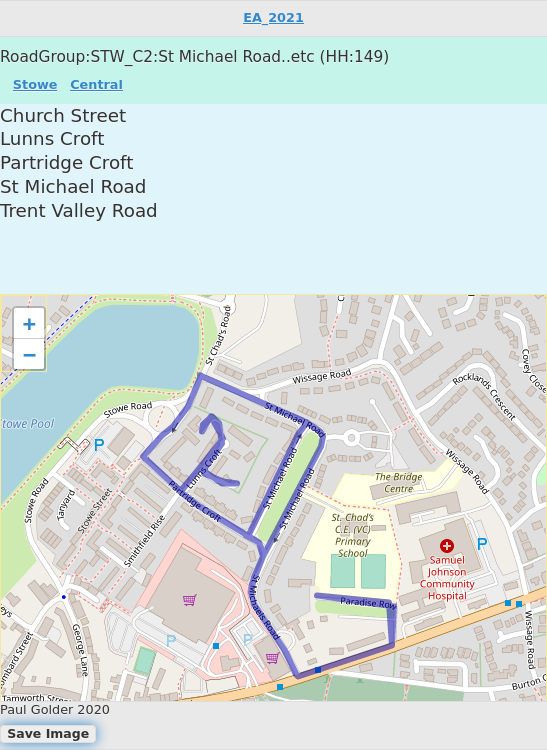 EA_2021
RoadGroup:STW_C2:St Michael Road..etc (HH:149)
Stowe Central
Church Street
Lunns Croft
Partridge Croft
St Michael Road
Trent Valley Road
+
−
St Chad's Road
Wissage Road
Covey Close
Rocklands Crescent
Stowe Road
St Michael Road
towe Pool
P
Wissage Road
Lunns Croft
St Michael Road
The Bridge
Centre
Stowe Road
Tanyard
Stowe Street
Partridge Croft
St Michael Road
St. Chad's
C.E. (VC)
Primary
School
Smithfield Rise
P
Samuel
Johnson
Community
Hospital
St Michaels Road
Paradise Row
eys
ombard Street
George Lane
P
P
Wissage Road
Burton O
Tamworth Stre
Paul Golder 2020
Save Image